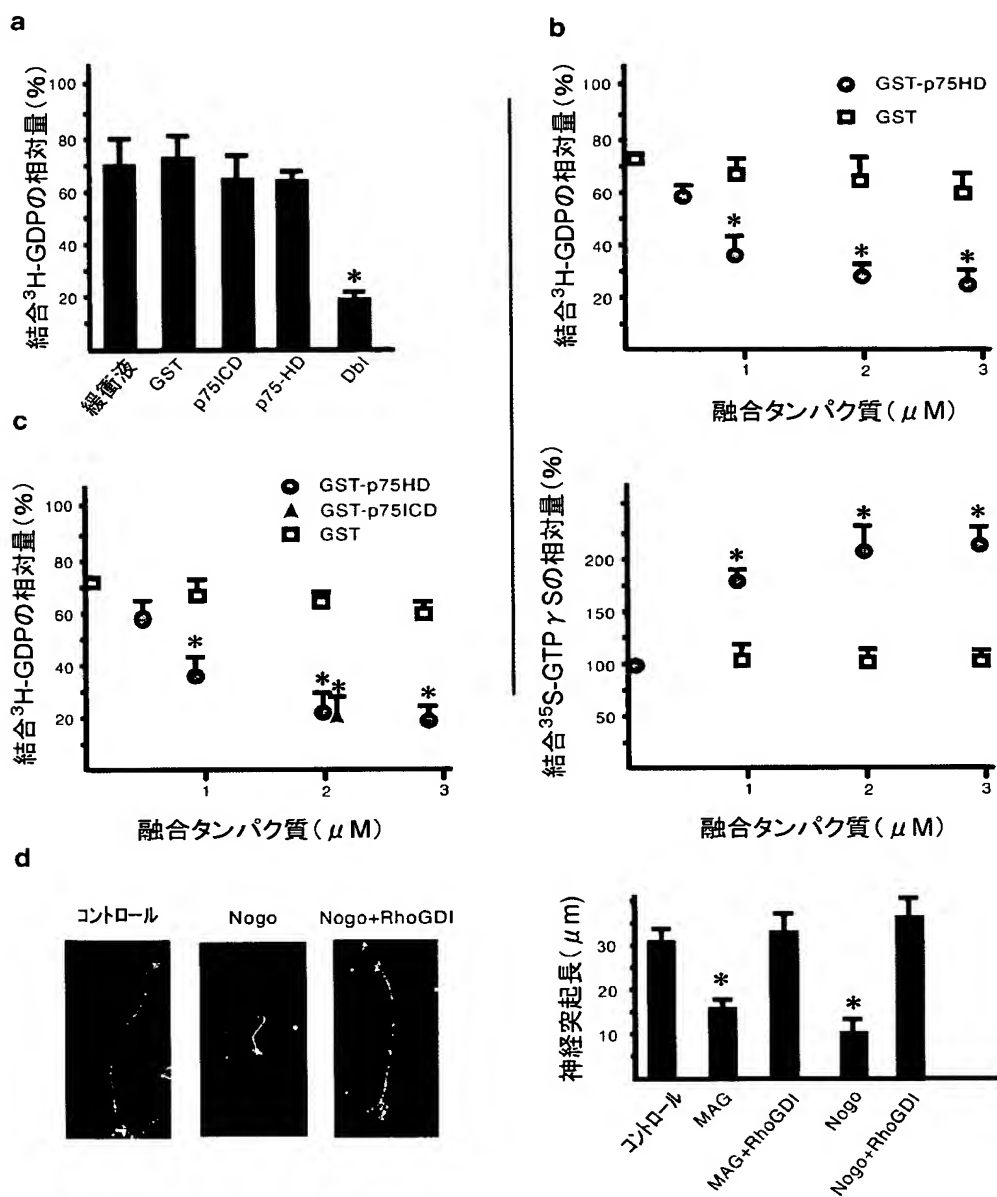 a
結合³H-GDPの相対量(%)
100
80
60
40
20
*
緩衝液
GST
p75ICD
p75-HD
Dbl
b
結合³H-GDPの相対量(%)
100
80
60
40
20
GST-p75HD
GST
*
*
*
1
2
3
融合タンパク質(μM)
結合³⁵S-GTPγSの相対量(%)
200
150
100
50
*
*
*
1
2
3
融合タンパク質(μM)
c
結合³H-GDPの相対量(%)
100
80
60
40
20
GST-p75HD
GST-p75ICD
GST
*
*
*
*
1
2
3
融合タンパク質(μM)
d
コントロール
Nogo
Nogo+RhoGDI
神経突起長(μm)
30
20
10
*
*
コントロール
MAG
MAG+RhoGDI
Nogo
Nogo+RhoGDI